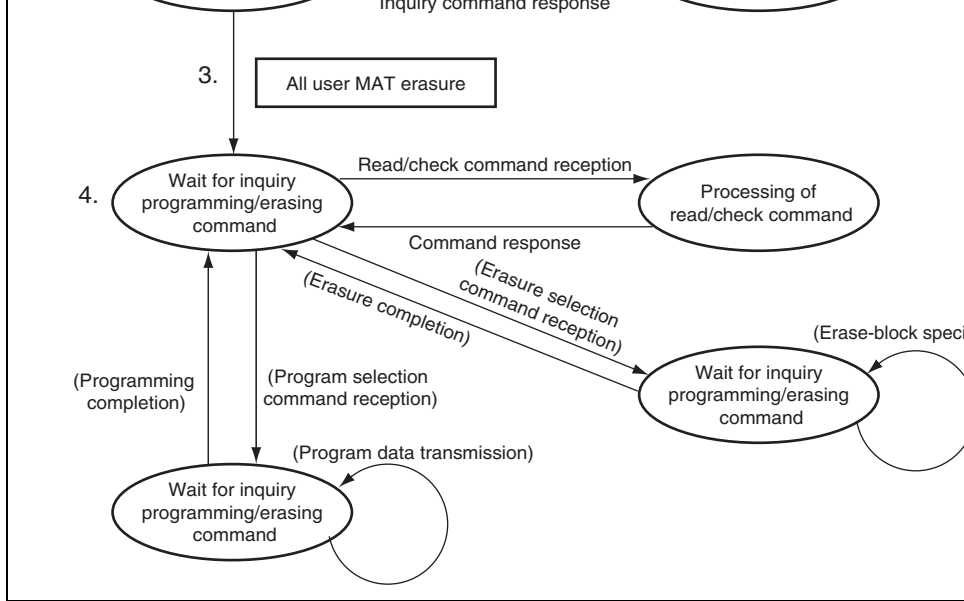 Inquiry command response
3.
All user MAT erasure
4.
Wait for inquiry
programming/erasing
command
Read/check command reception
Processing of
read/check command
Command response
(Erasure selection
command reception)
(Erasure completion)
(Erase-block speci
Wait for inquiry
programming/erasing
command
(Programming
completion)
(Program selection
command reception)
(Program data transmission)
Wait for inquiry
programming/erasing
command